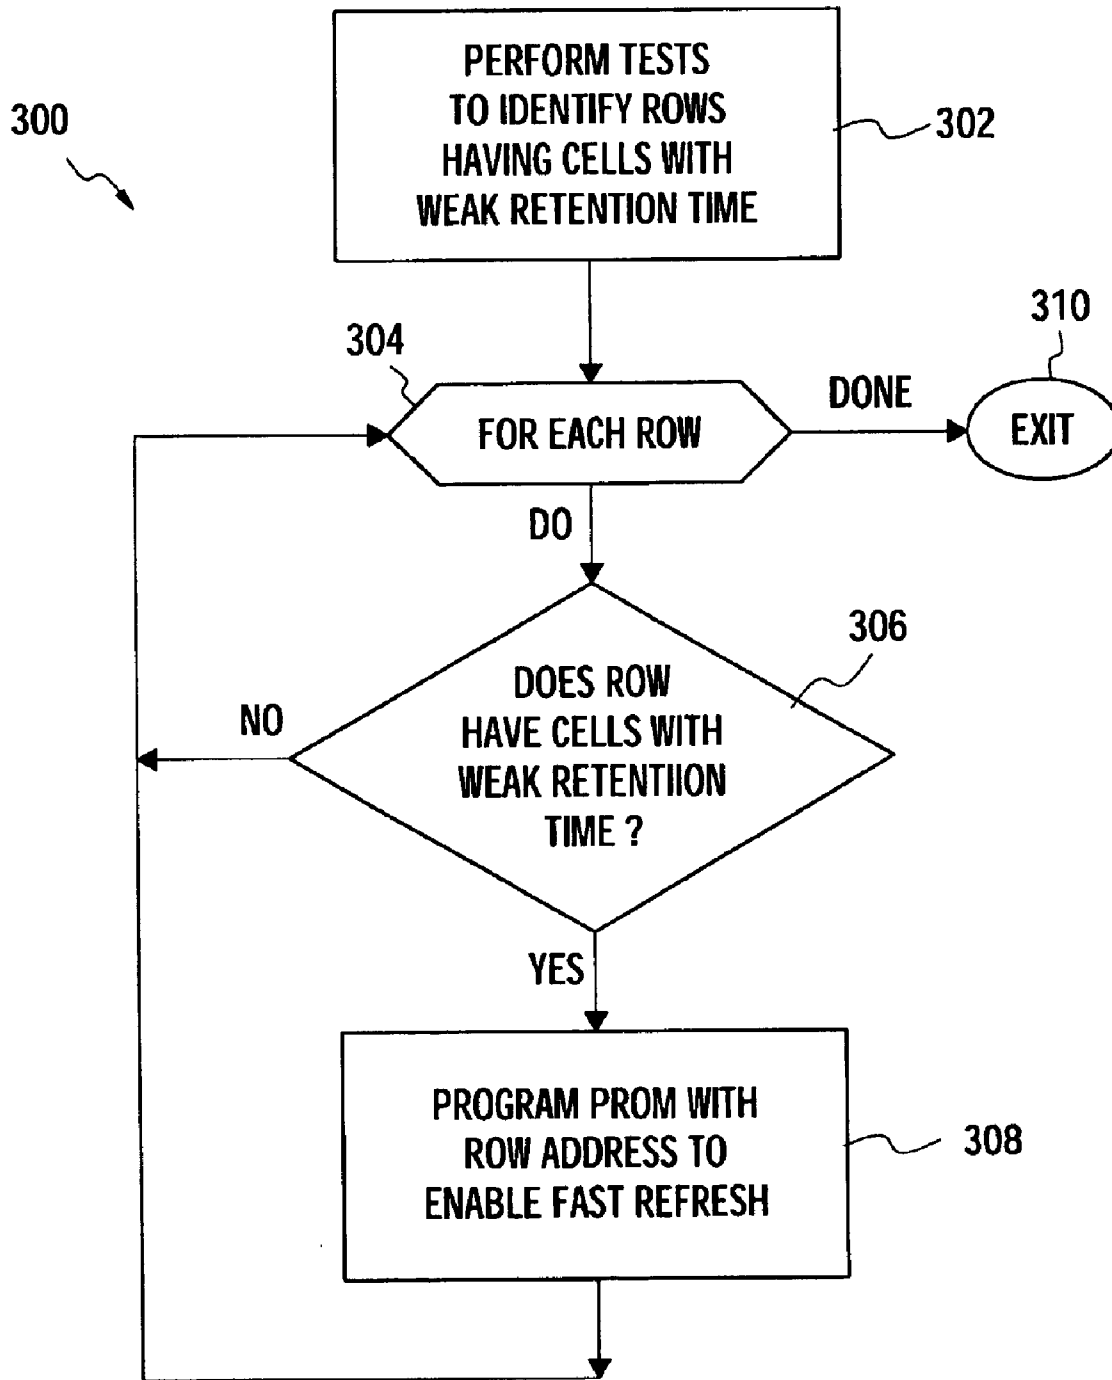 PERFORM TESTS
TO IDENTIFY ROWS
HAVING CELLS WITH
WEAK RETENTION TIME
300
302
304
310
FOR EACH ROW
DONE
EXIT
DO
306
DOES ROW
HAVE CELLS WITH
WEAK RETENTIION
TIME ?
NO
YES
PROGRAM PROM WITH
ROW ADDRESS TO
ENABLE FAST REFRESH
308